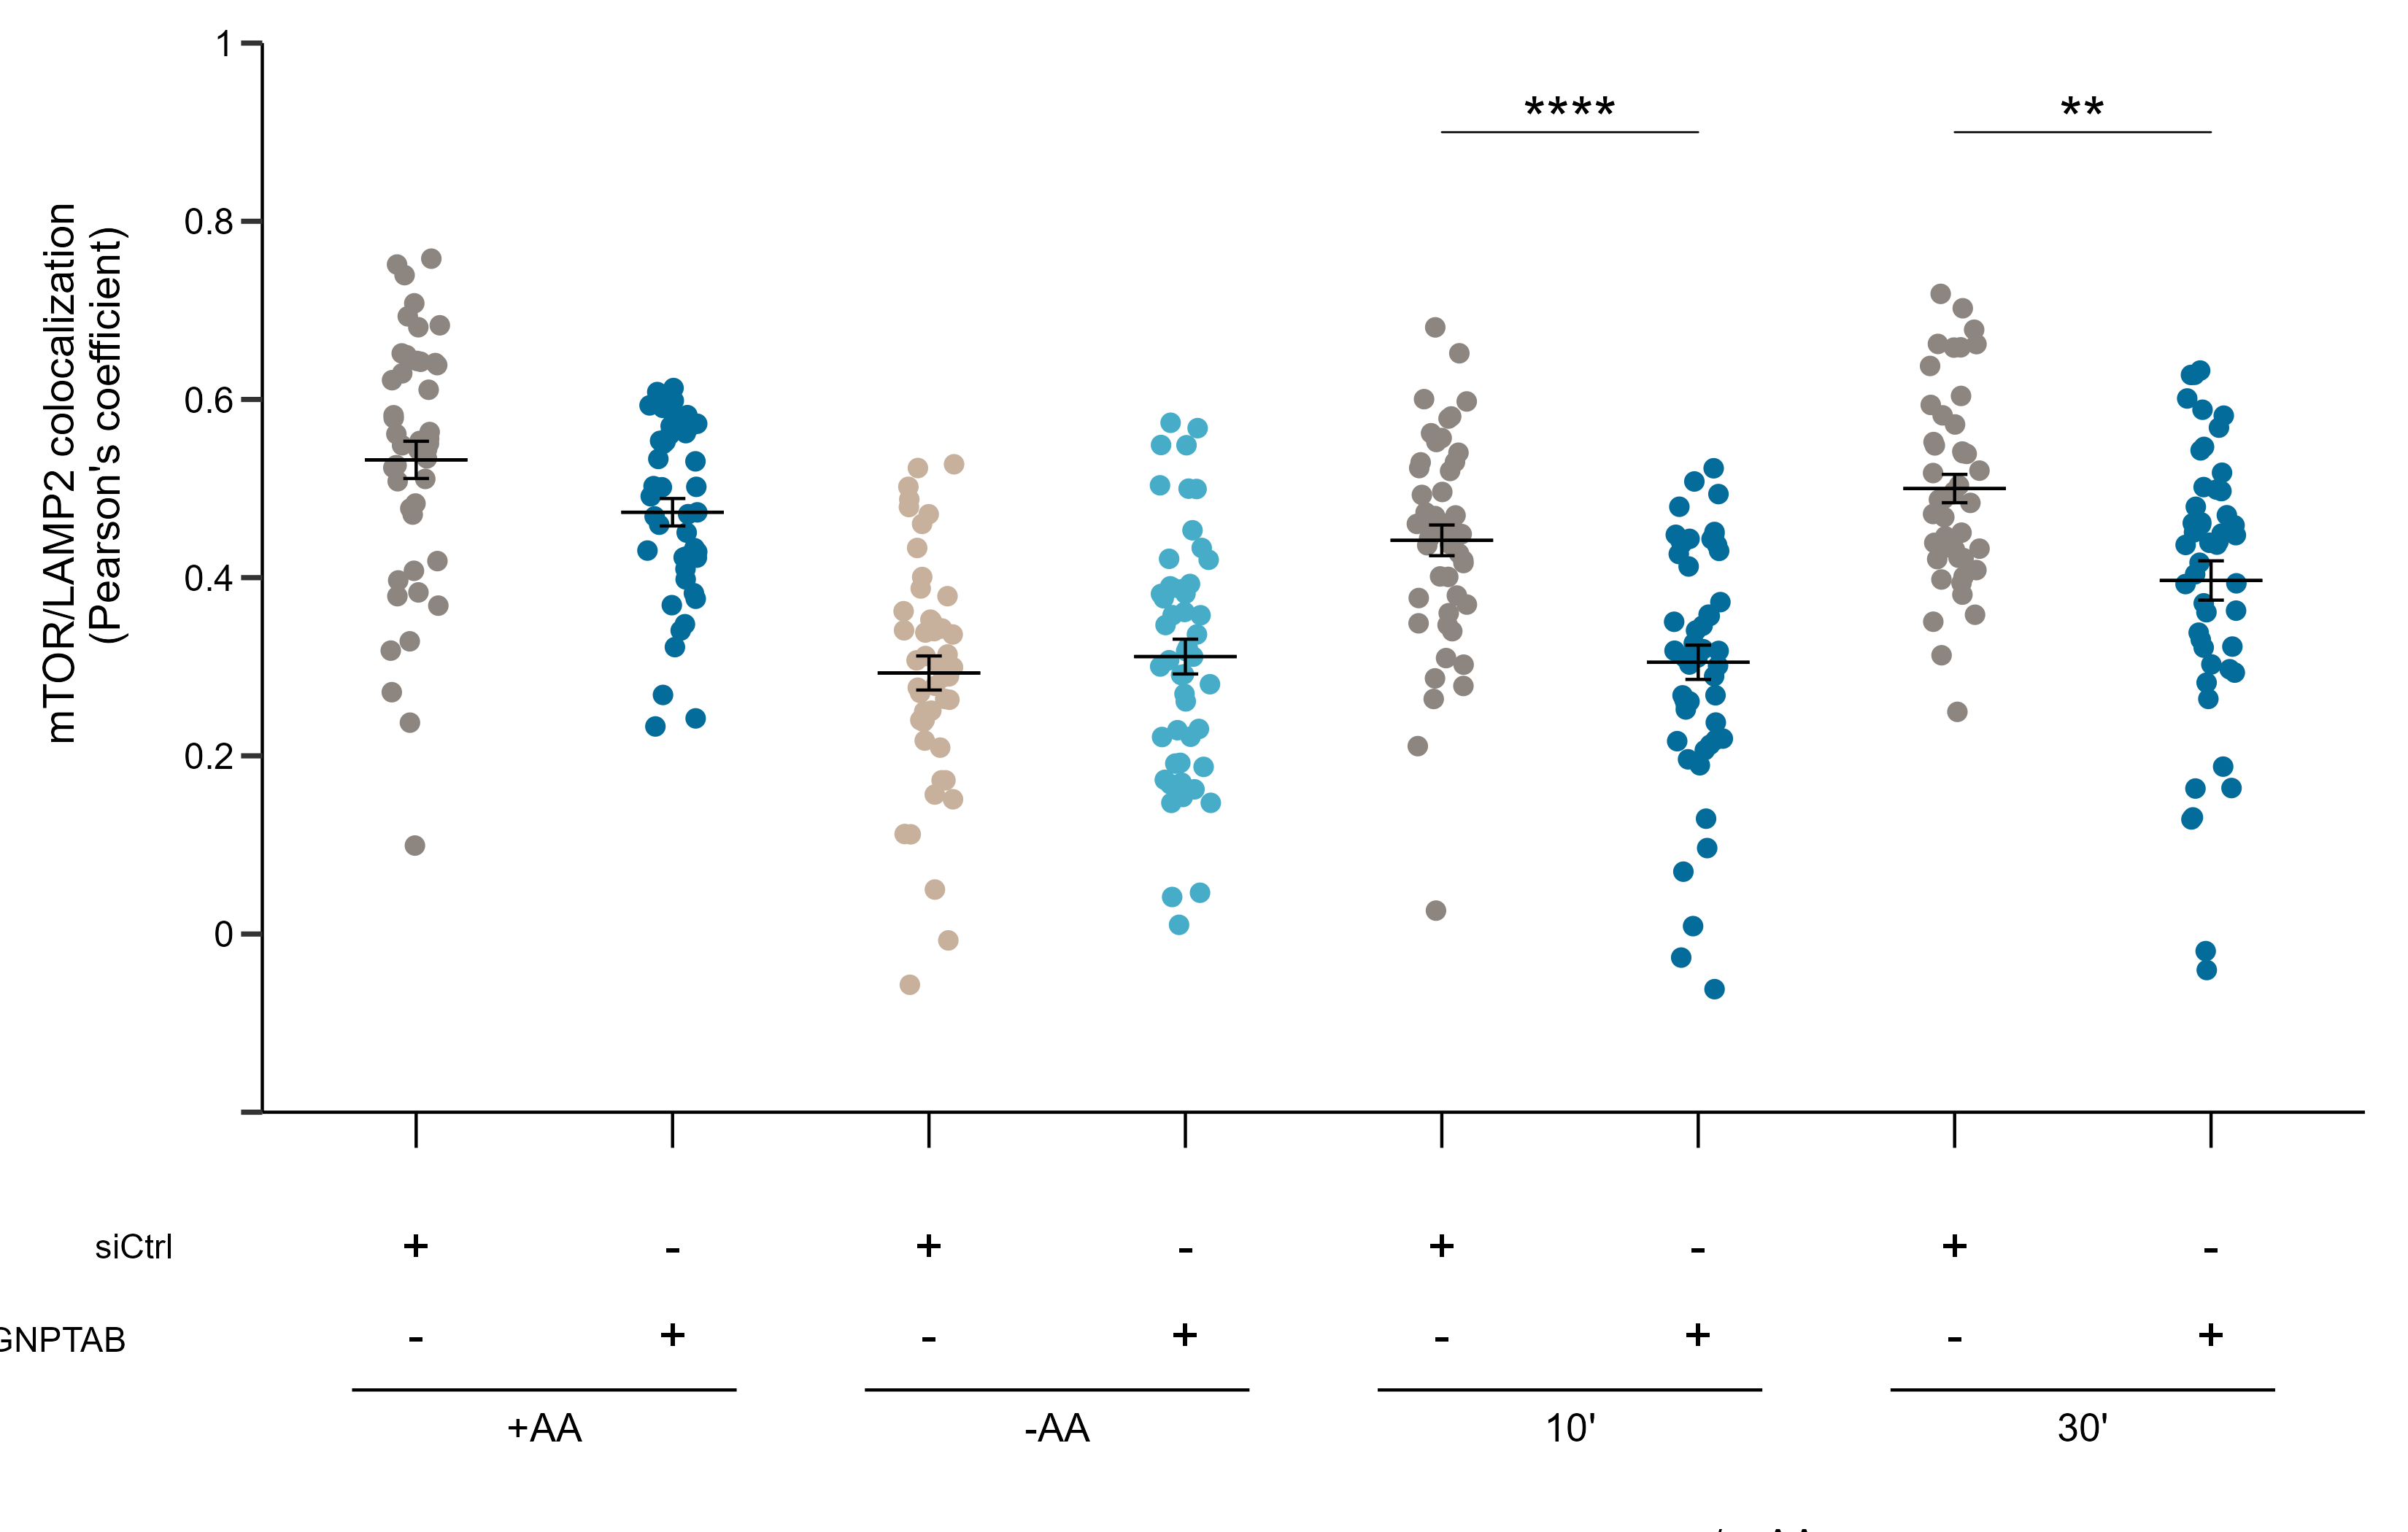 1
**** **
0.8
mTOR/LAMP2 colocalization
(Pearson's coefficient)
0.6
0.4
0.2
0
siCtrl + - + - + - + -
GNPTAB - + - + - + - +
+AA -AA 10' 30'